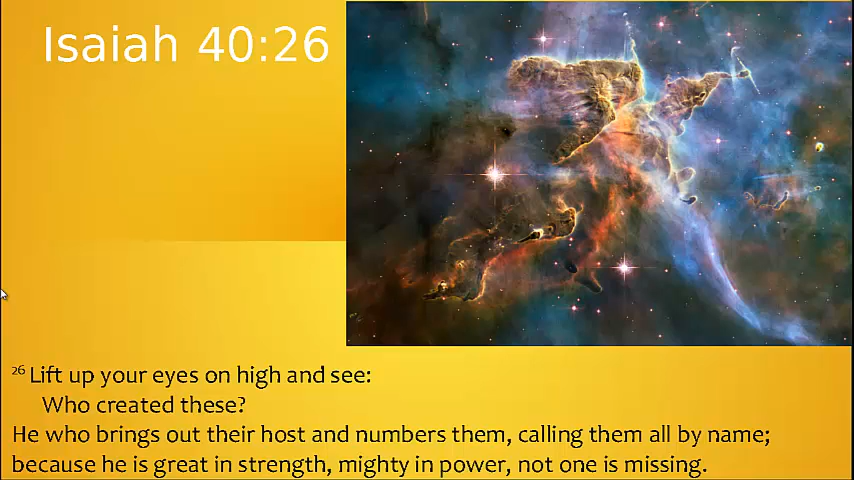 Isaiah 40:26
26 Lift up your eyes on high and see:
Who created these?
He who brings out their host and numbers them, calling them all by name;
because he is great in strength, mighty in power, not one is missing.